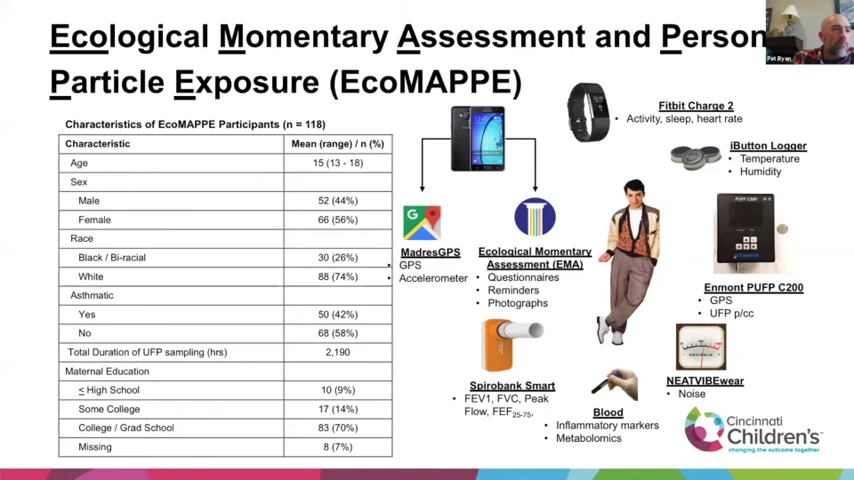 Ecological Momentary Assessment and Person
Particle Exposure (EcoMAPPE)
Pat Ryan
Characteristics of EcoMAPPE Participants (n = 118)
Characteristic Mean (range) / n (%)
Age 15 (13 - 18)
Sex
Male 52 (44%)
Female 66 (56%)
Race
Black / Bi-racial 30 (26%)
White 88 (74%)
Asthmatic
Yes 50 (42%)
No 68 (58%)
Total Duration of UFP sampling (hrs) 2,190
Maternal Education
≤ High School 10 (9%)
Some College 17 (14%)
College / Grad School 83 (70%)
Missing 8 (7%)
MadresGPS
• GPS
• Accelerometer
Ecological Momentary
Assessment (EMA)
• Questionnaires
• Reminders
• Photographs
Spirobank Smart
• FEV1, FVC, Peak
Flow, FEF25-75,
Blood
• Inflammatory markers
• Metabolomics
Fitbit Charge 2
• Activity, sleep, heart rate
iButton Logger
• Temperature
• Humidity
PUFP C200
Enmont PUFP C200
• GPS
• UFP p/cc
DECIBELS
NEATVIBEwear
• Noise
Cincinnati
Children's™
changing the outcome together